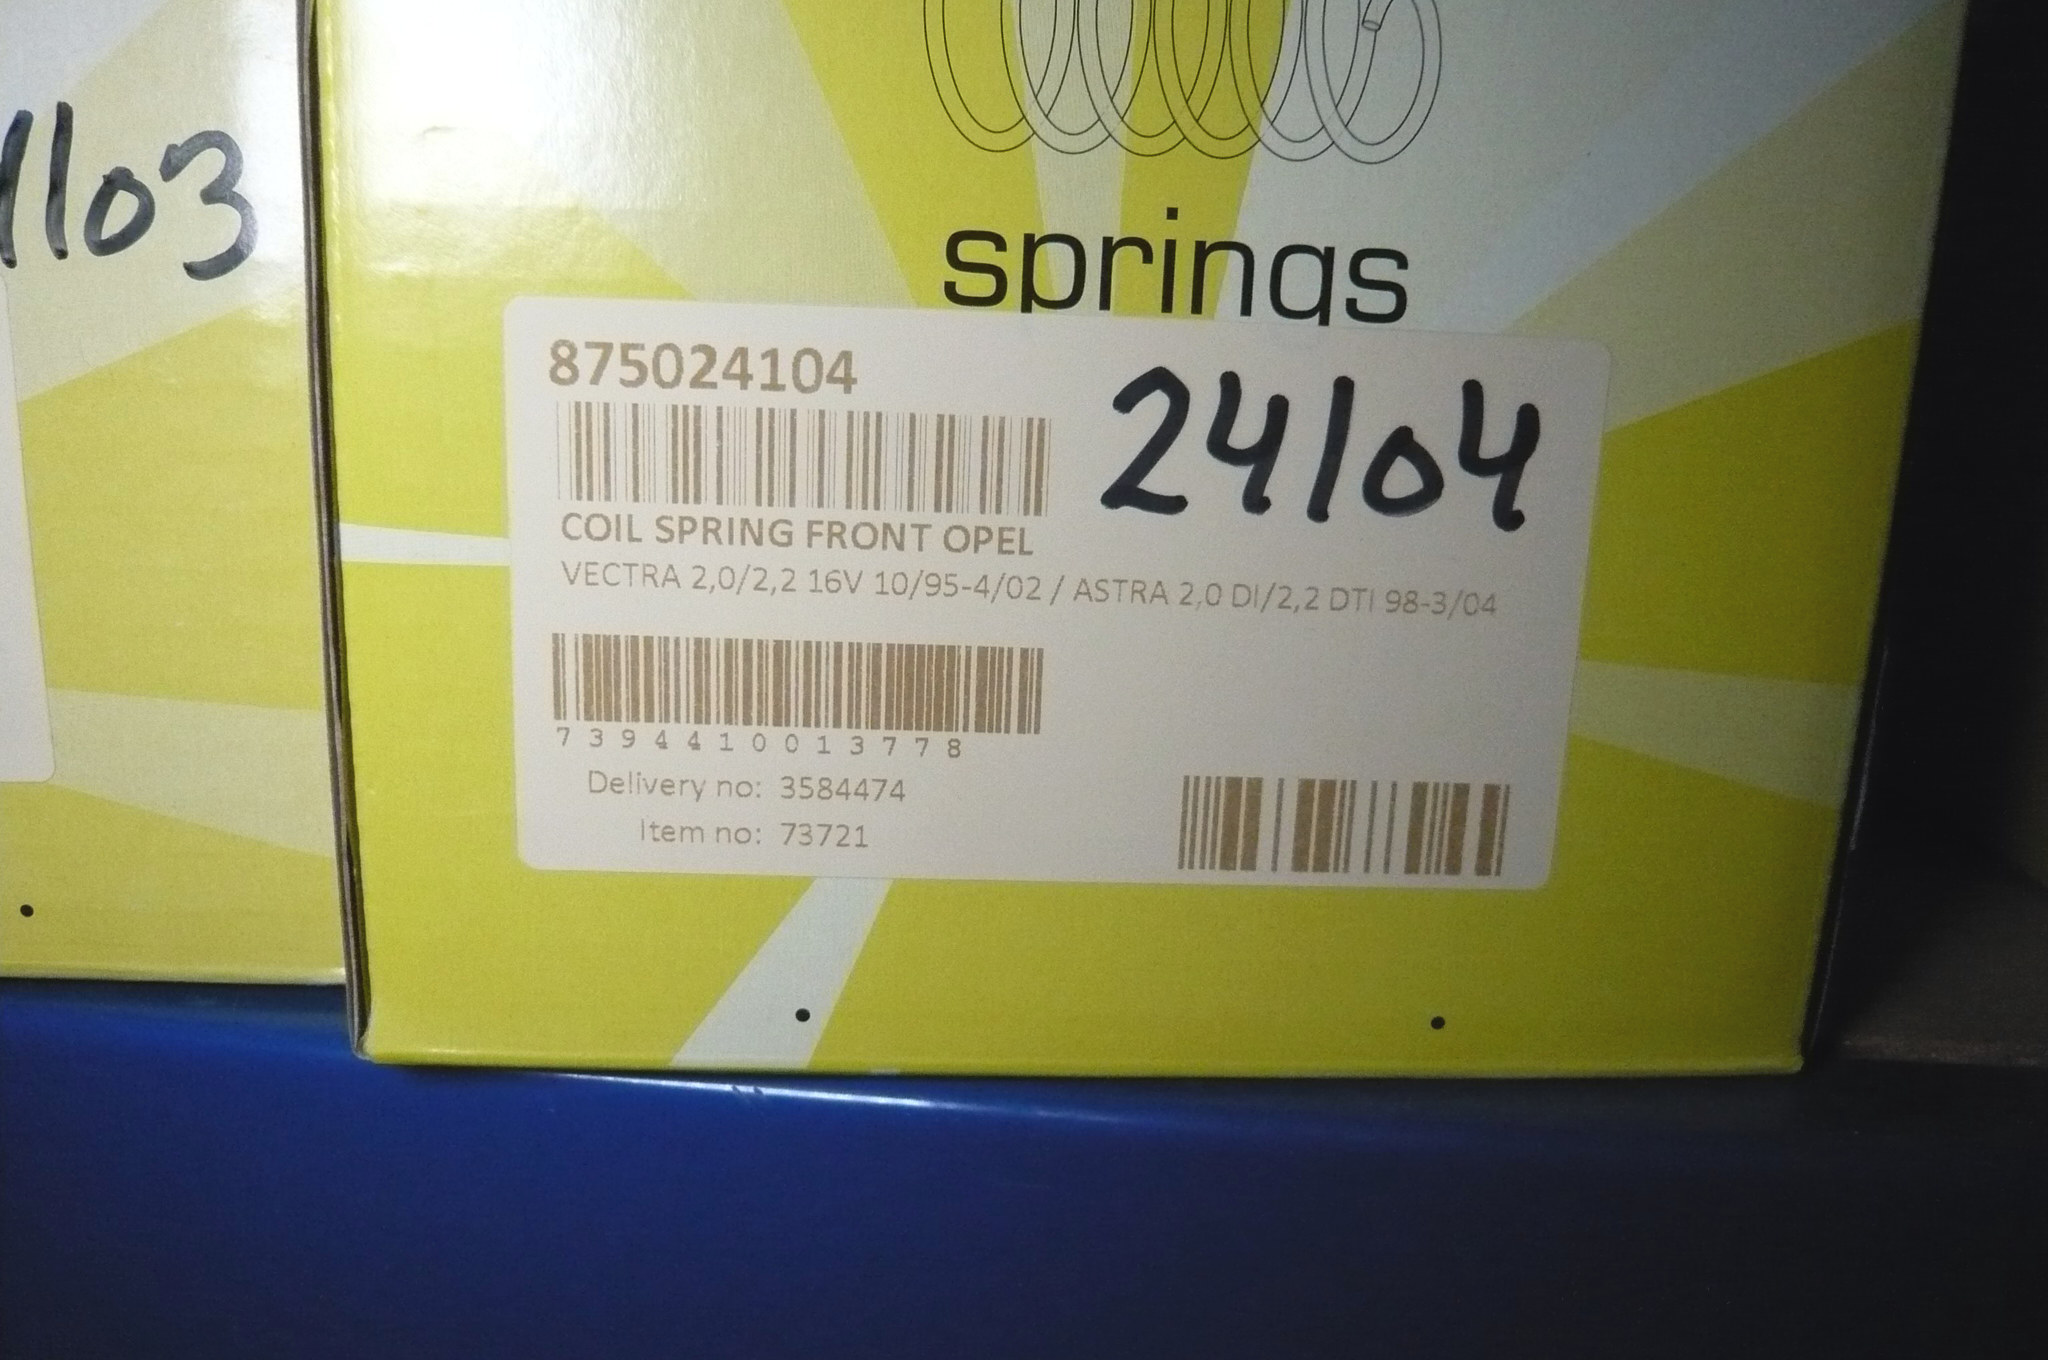 springs
875024104
24104
COIL SPRING FRONT OPEL
VECTRA 2,0/2,2 16V 10/95-4/02 / ASTRA 2,0 DI/2,2 DTI 98-3/04
7394410013778
Delivery no: 3584474
Item no: 73721